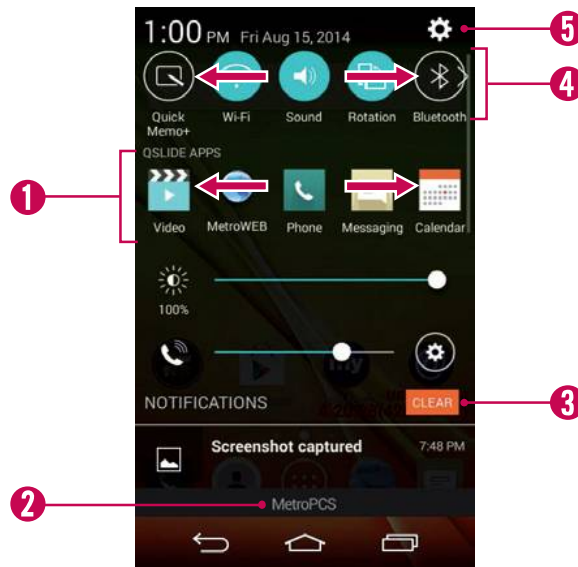 1:00 PM Fri Aug 15, 2014
5
4
Quick Memo+
Wi-Fi
Sound
Rotation
Bluetooth
QSLIDE APPS
1
Video
MetroWEB
Phone
Messaging
Calendar
100%
NOTIFICATIONS
CLEAR
3
Screenshot captured
7:48 PM
2
MetroPCS